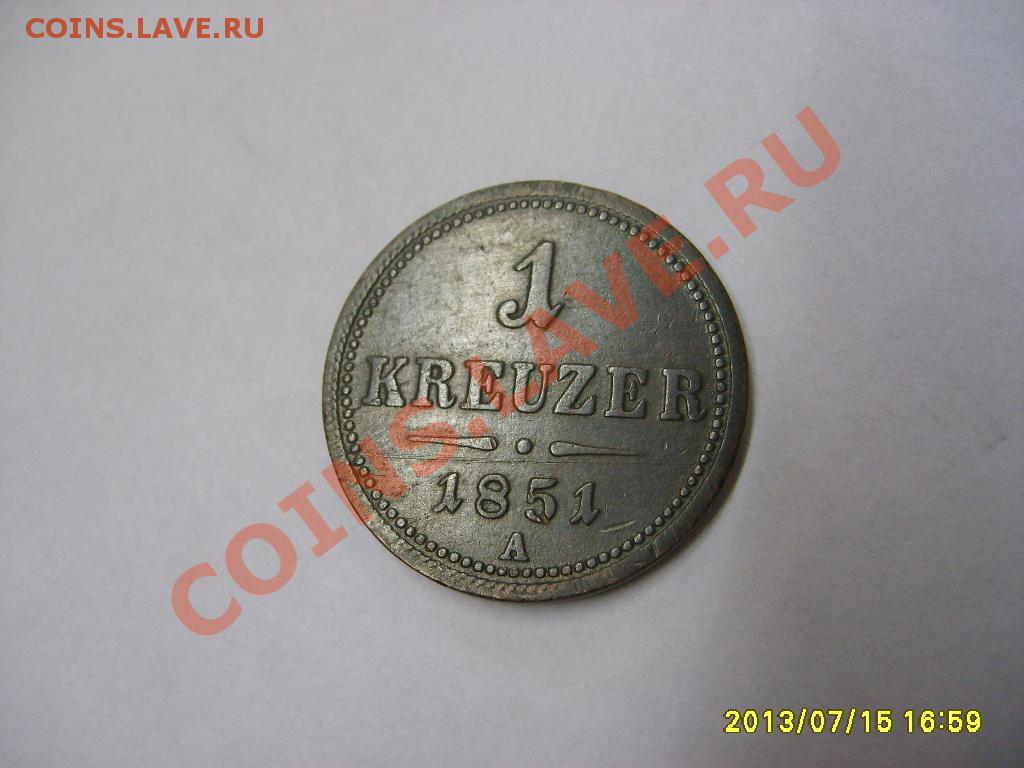 COINS.LAVE.RU
1
KREUZER
1851
A
COINS.LAVE.RU
2013/07/15 16:59